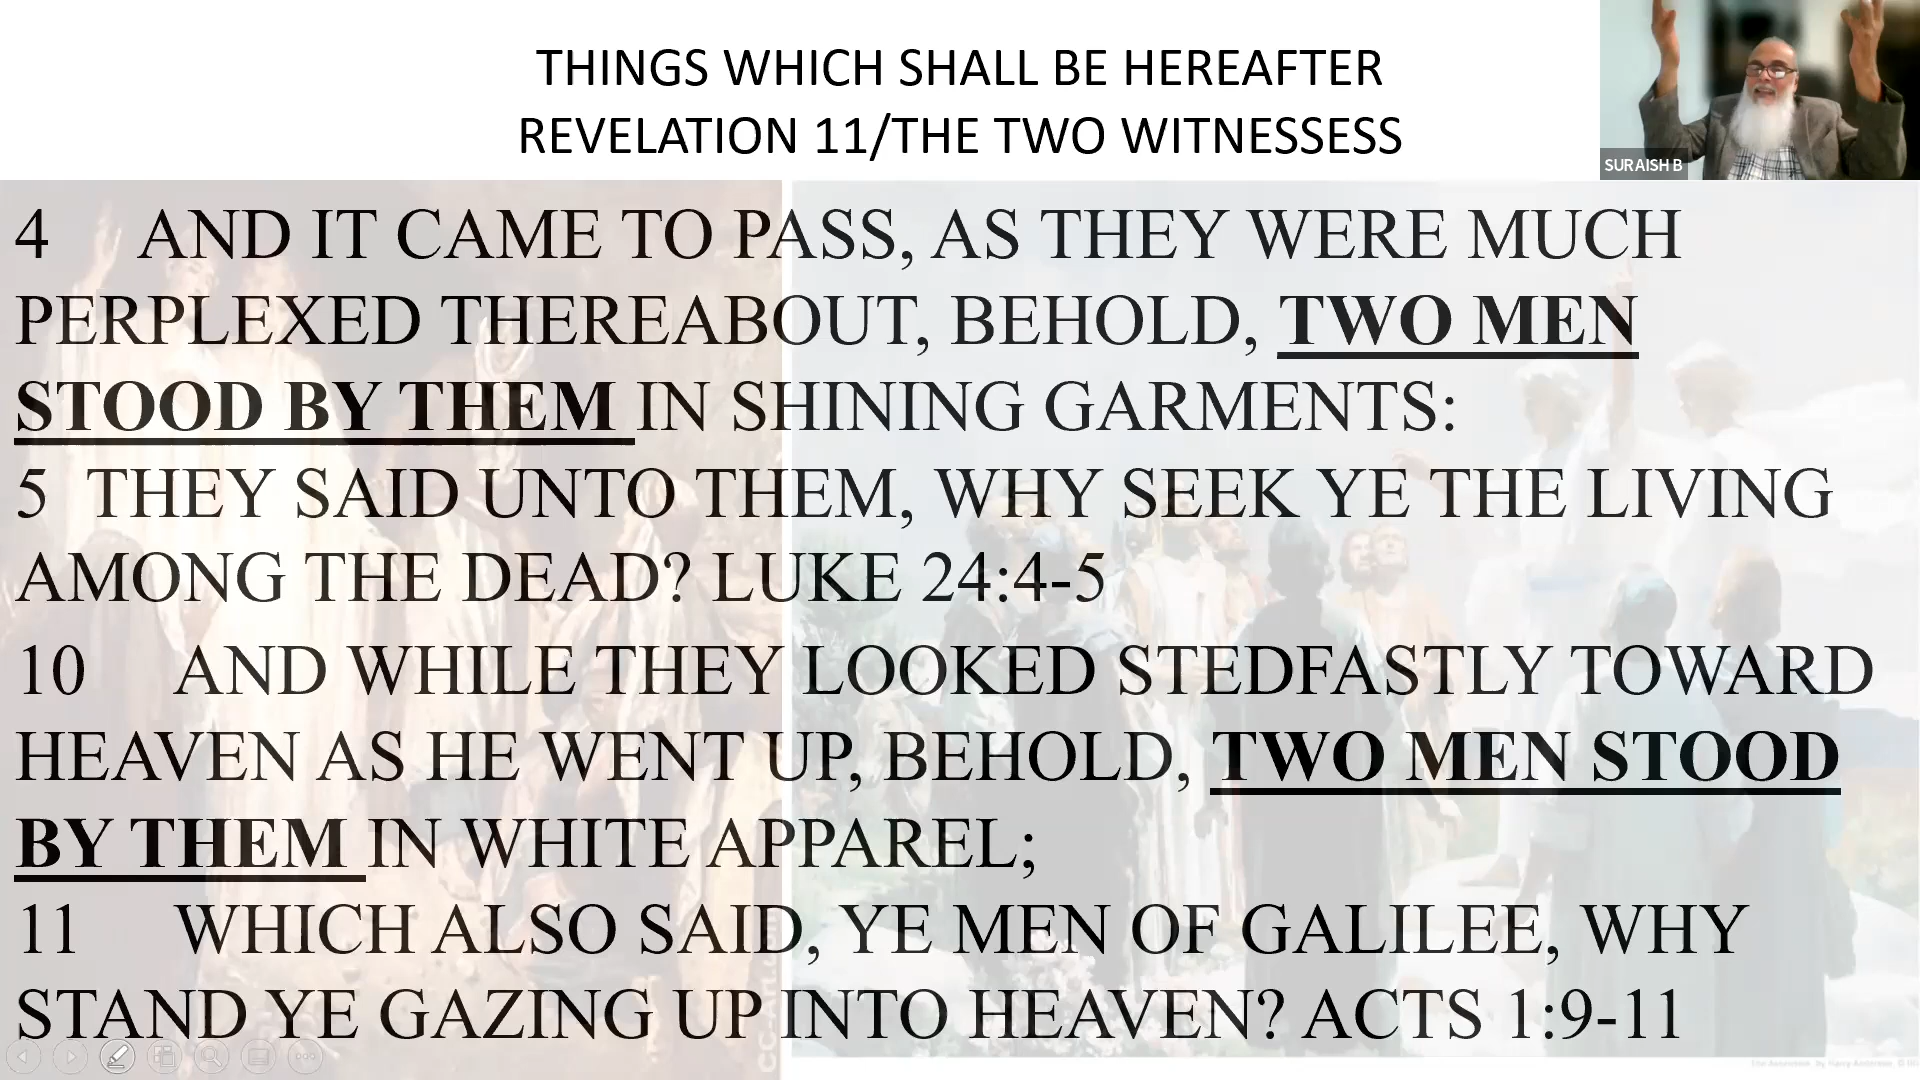 THINGS WHICH SHALL BE HEREAFTER
REVELATION 11/THE TWO WITNESSESS
SURAISH B
4 AND IT CAME TO PASS, AS THEY WERE MUCH
PERPLEXED THEREABOUT, BEHOLD, TWO MEN
STOOD BY THEM IN SHINING GARMENTS:
5 THEY SAID UNTO THEM, WHY SEEK YE THE LIVING
AMONG THE DEAD? LUKE 24:4-5
10 AND WHILE THEY LOOKED STEDFASTLY TOWARD
HEAVEN AS HE WENT UP, BEHOLD, TWO MEN STOOD
BY THEM IN WHITE APPAREL;
11 WHICH ALSO SAID, YE MEN OF GALILEE, WHY
STAND YE GAZING UP INTO HEAVEN? ACTS 1:9-11